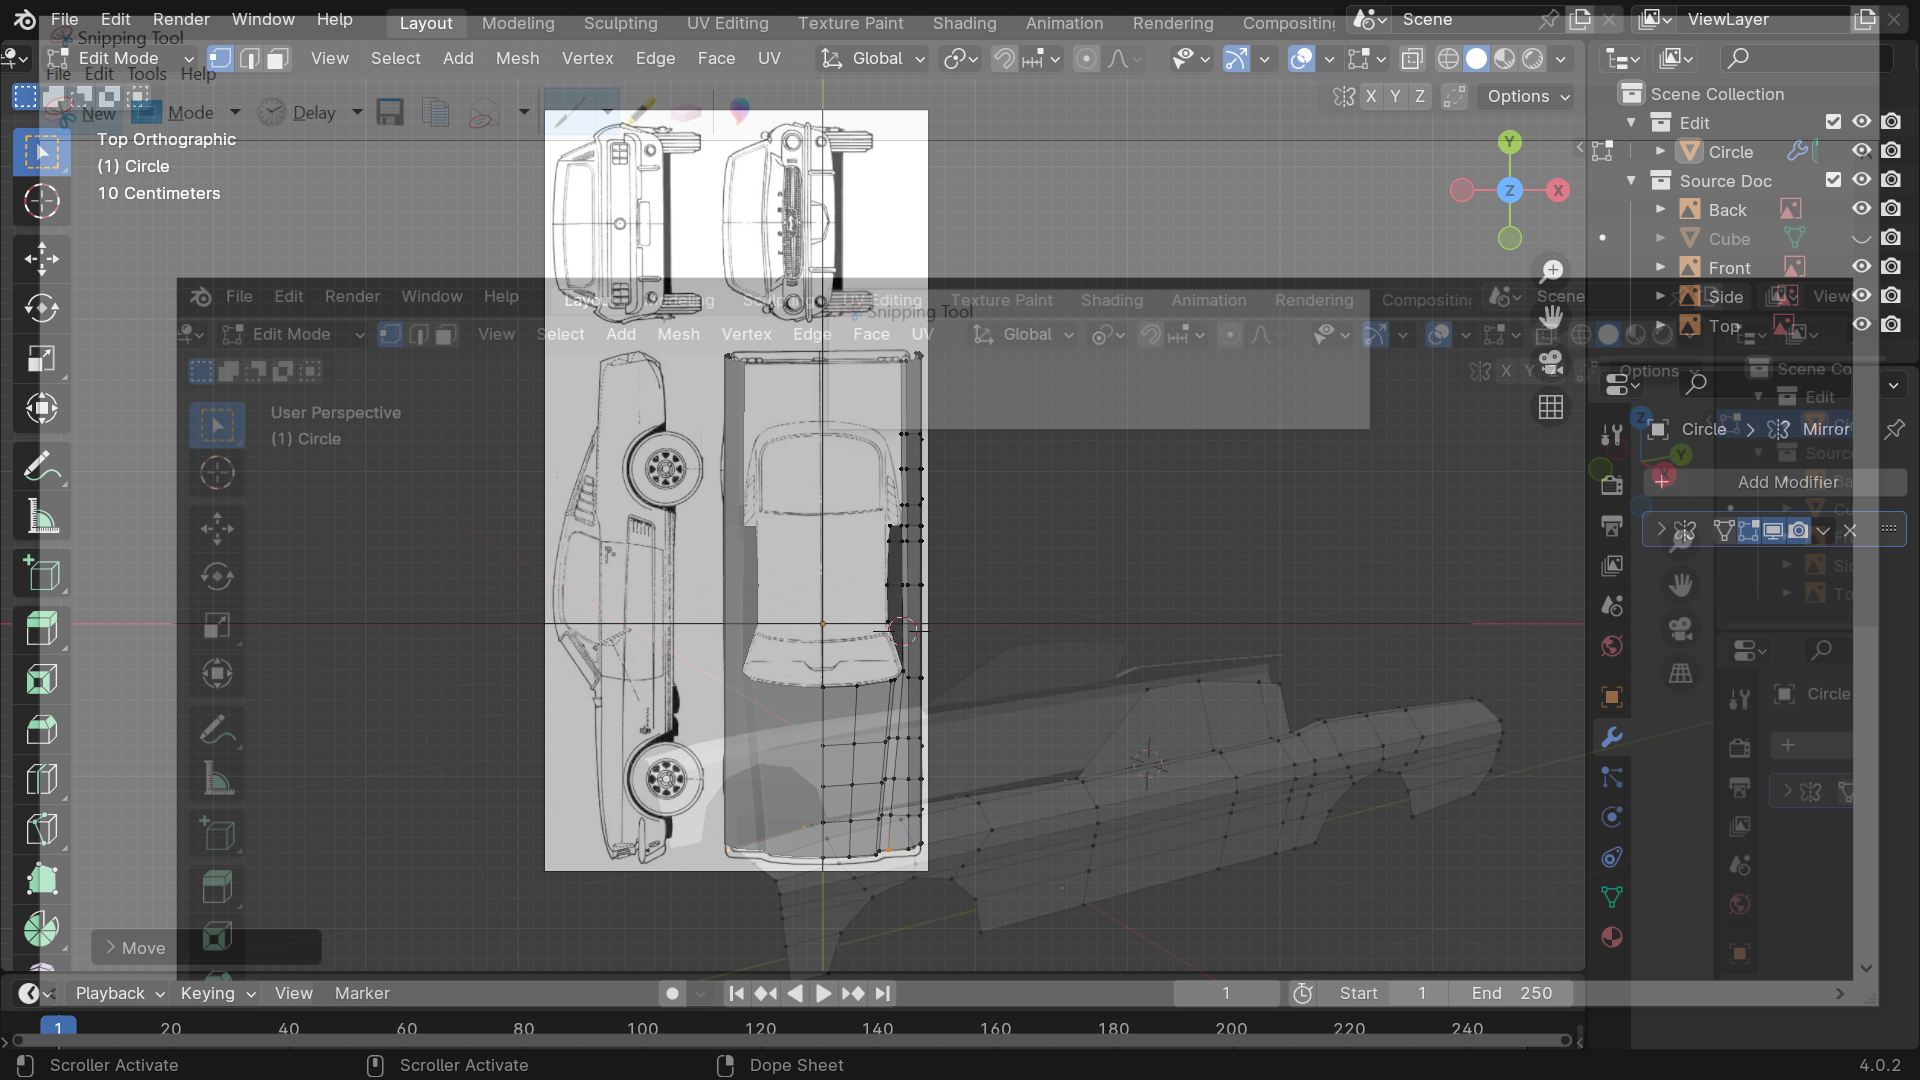 File Edit Render Window Help Layout Modeling Sculpting UV Editing Texture Paint Shading Animation Rendering Compositing Scene ViewLayer
Snipping Tool
Edit Mode View Select Add Mesh Vertex Edge Face UV Global
File Edit Tools Help
Scene Collection
New Mode Delay
X Y Z Options
Edit
Top Orthographic
Circle
(1) Circle
Source Doc
10 Centimeters
Back
Cube
Front
File Edit Render Window Help Layout Modeling Sculpting UV Editing Texture Paint Shading Animation Rendering Compositing Scene
Side
Snipping Tool
Top
Edit Mode View Select Add Mesh Vertex Edge Face UV Global
X Y Options
Scene Co
Edit
User Perspective
(1) Circle
Circle Mirror
Add Modifier
Circle
Move
Playback Keying View Marker 1 Start 1 End 250
1 20 40 60 80 100 120 140 160 180 200 220 240
Scroller Activate Scroller Activate Dope Sheet 4.0.2